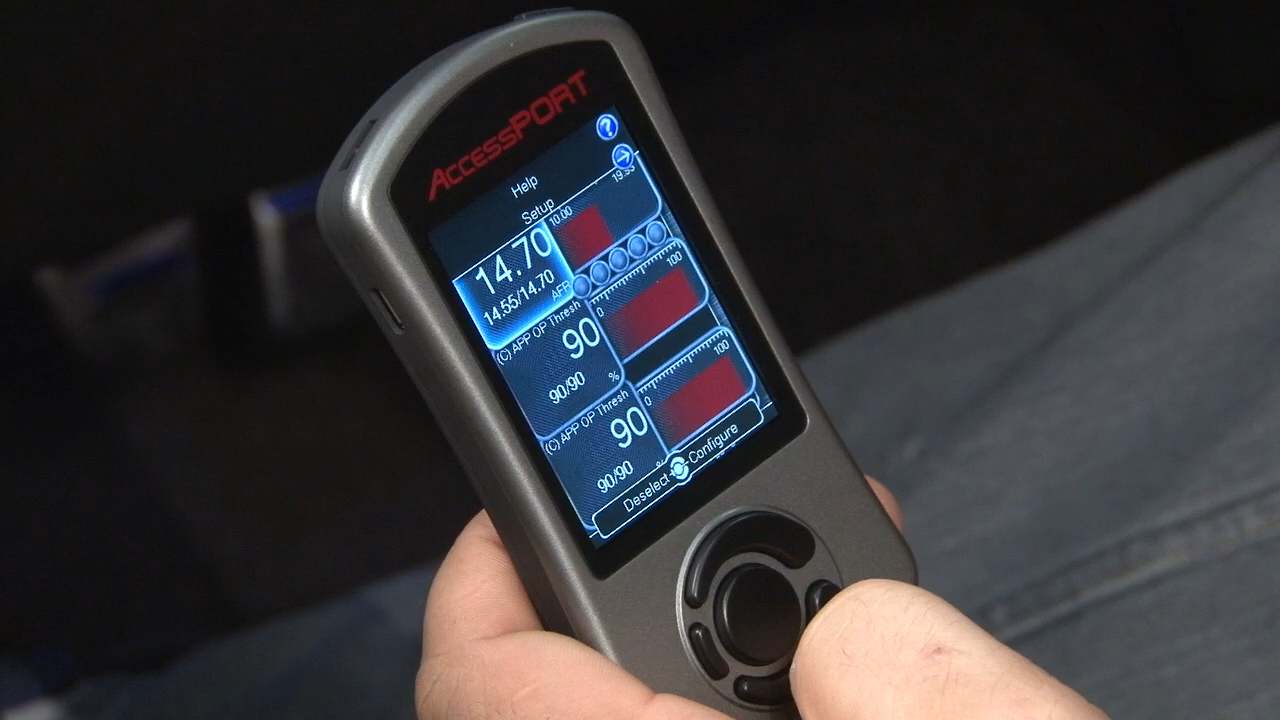 AccessPORT
?
Help
Setup
14.70
14.55/14.70
AFR
10.00
19.53
(C) APP OP Thresh
90
90/90
%
0
100
(C) APP OP Thresh
90
90/90
%
0
100
Deselect Configure